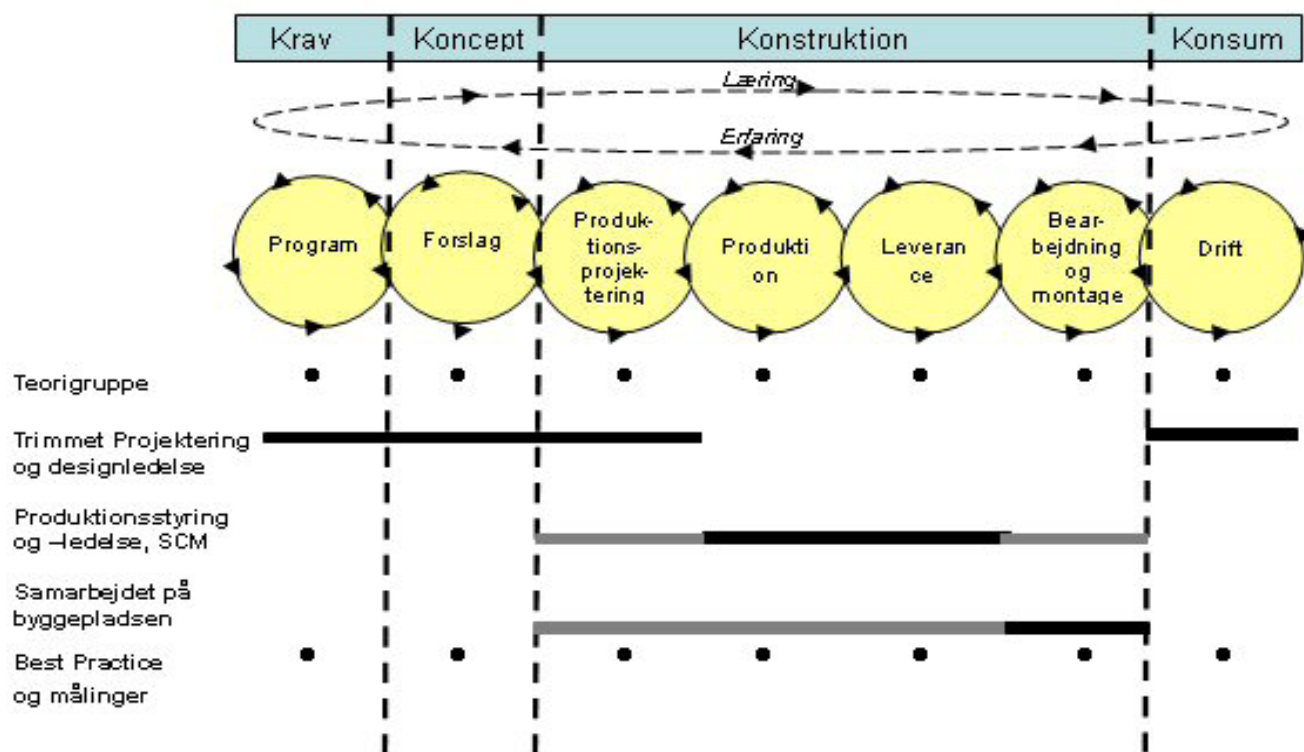 Krav
Koncept
Konstruktion
Konsum
Læring
Erfaring
Program
Forslag
Produk-
tions-
projek-
tering
Produkti
on
Leveran
ce
Bear-
bejdning
og
montage
Drift
Teorigruppe
Trimmet Projektering
og designledelse
Produktionsstyring
og –ledelse, SCM
Samarbejdet på
byggepladsen
Best Practice
og målinger